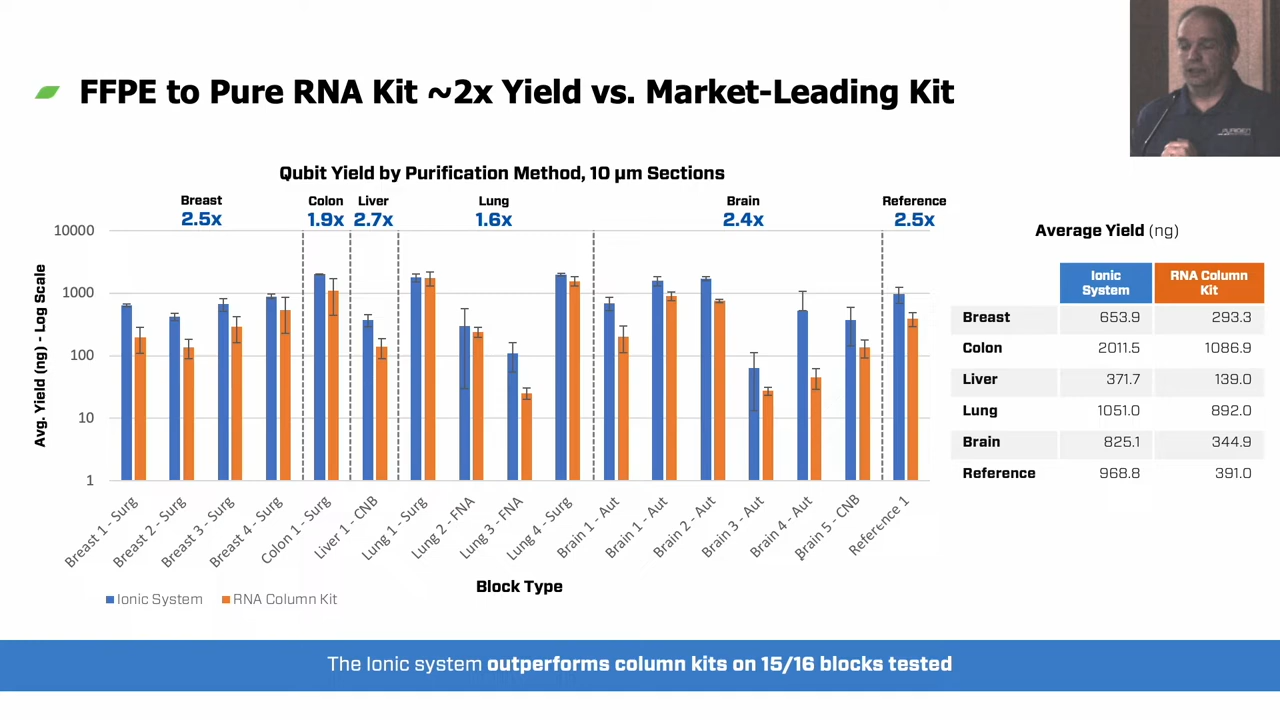 FFPE to Pure RNA Kit ~2x Yield vs. Market-Leading Kit
Qubit Yield by Purification Method, 10 µm Sections
Breast Colon Liver Lung Brain Reference
2.5x 1.9x 2.7x 1.6x 2.4x 2.5x
Avg. Yield (ng) - Log Scale
10000
1000
100
10
1
Breast 1 - Surg
Breast 2 - Surg
Breast 3 - Surg
Breast 4 - Surg
Colon 1 - Surg
Liver 1 - CNB
Lung 1 - Surg
Lung 2 - FNA
Lung 3 - FNA
Lung 4 - Surg
Brain 1 - Aut
Brain 1 - Aut
Brain 2 - Aut
Brain 3 - Aut
Brain 4 - Aut
Brain 5 - CNB
Reference 1
Block Type
Ionic System RNA Column Kit
Average Yield (ng)
Ionic System RNA Column Kit
Breast 653.9 293.3
Colon 2011.5 1086.9
Liver 371.7 139.0
Lung 1051.0 892.0
Brain 825.1 344.9
Reference 968.8 391.0
The Ionic system outperforms column kits on 15/16 blocks tested